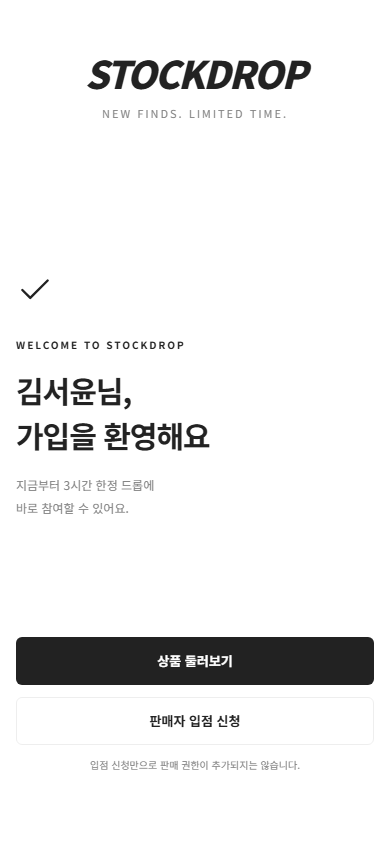 STOCKDROP
NEW FINDS. LIMITED TIME.
WELCOME TO STOCKDROP
김서윤님,
가입을 환영해요
지금부터 3시간 한정 드롭에
바로 참여할 수 있어요.
상품 둘러보기
판매자 입점 신청
입점 신청만으로 판매 권한이 추가되지는 않습니다.